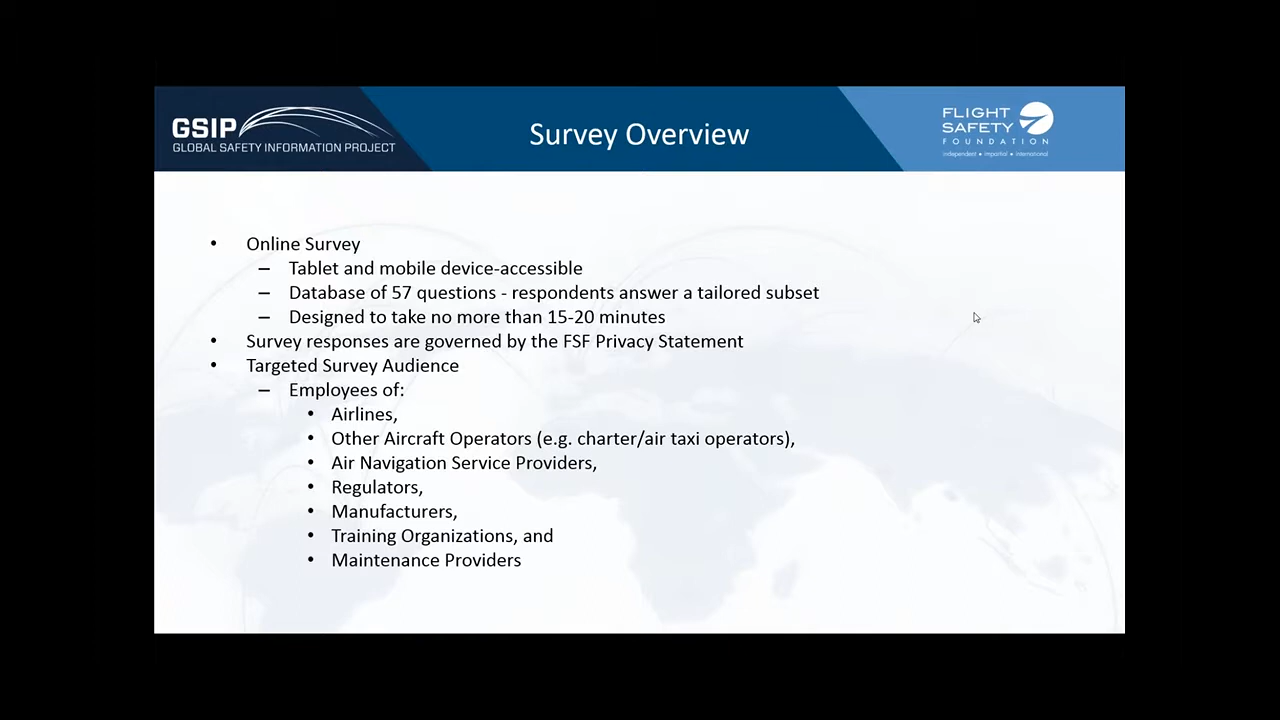 GSIP
GLOBAL SAFETY INFORMATION PROJECT
Survey Overview
FLIGHT
SAFETY
FOUNDATION
independent • impartial • international
• Online Survey
– Tablet and mobile device-accessible
– Database of 57 questions - respondents answer a tailored subset
– Designed to take no more than 15-20 minutes
• Survey responses are governed by the FSF Privacy Statement
• Targeted Survey Audience
– Employees of:
• Airlines,
• Other Aircraft Operators (e.g. charter/air taxi operators),
• Air Navigation Service Providers,
• Regulators,
• Manufacturers,
• Training Organizations, and
• Maintenance Providers